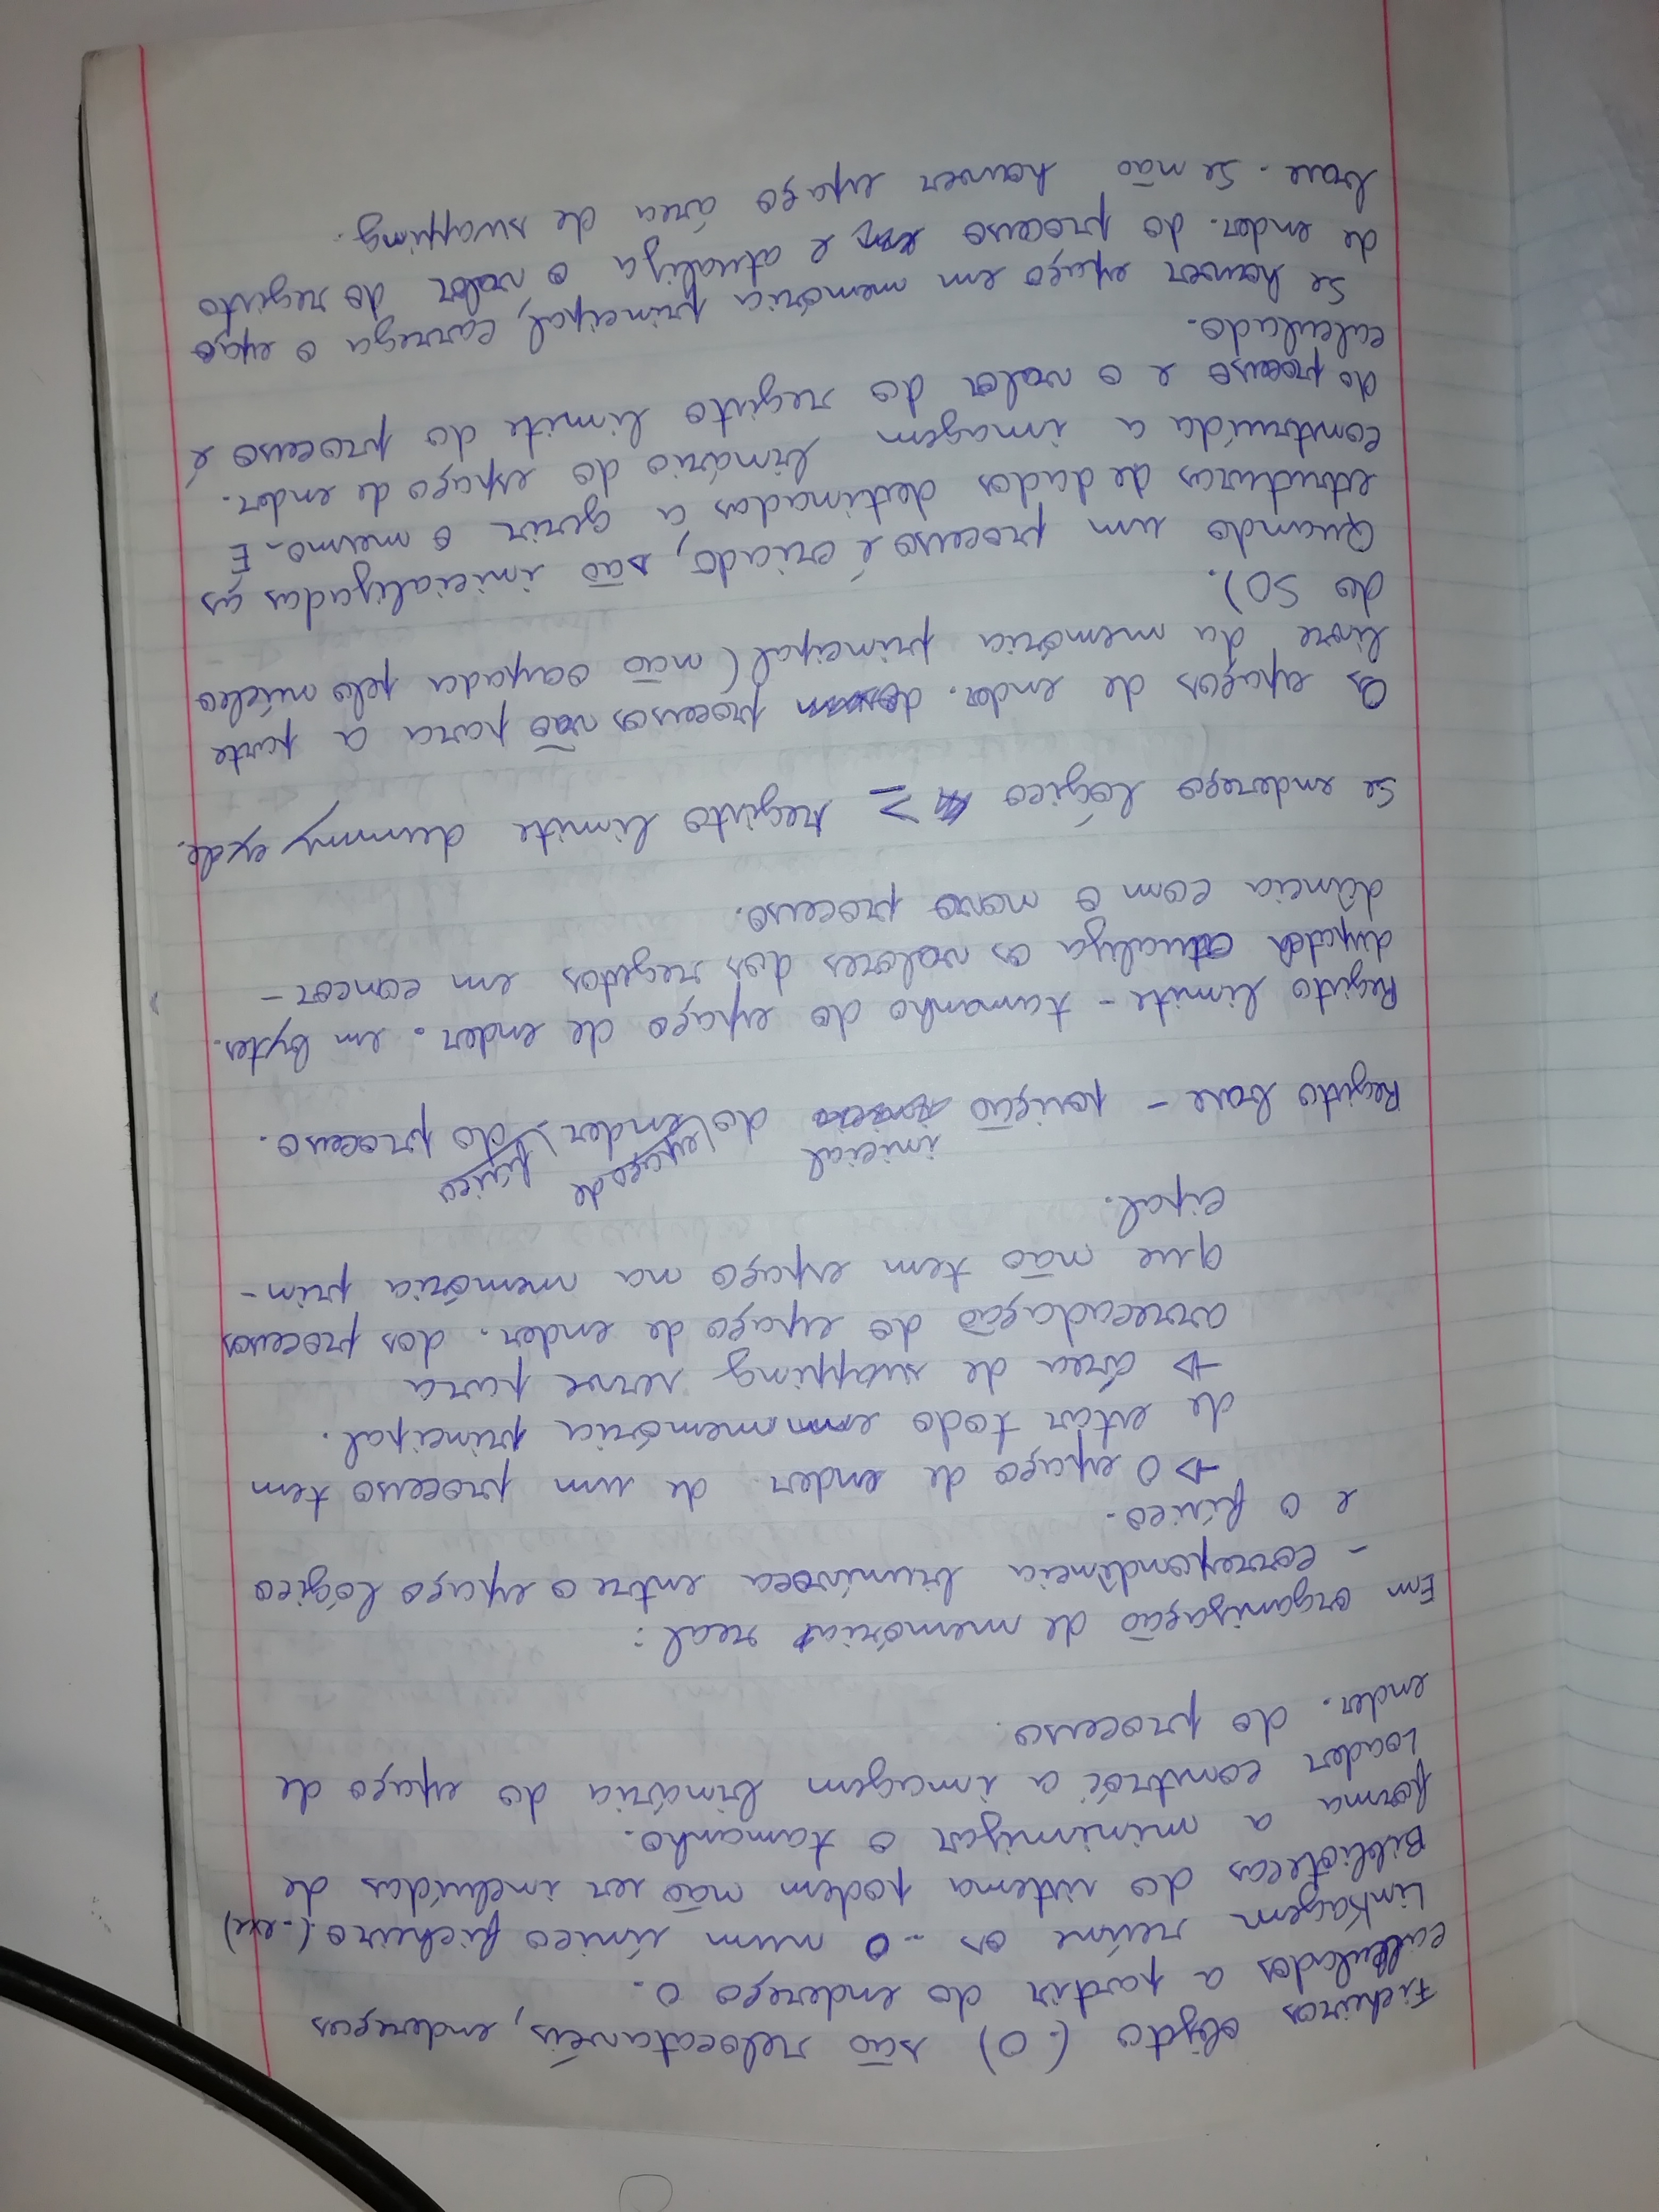 Ficheiros objeto (.o) são relocatavéis, endereços
calculados a partir do endereço 0.
Linkagem reúne os .o num único ficheiro (.exe)
Bibliotecas do sistema podem não ser incluídas de
forma a minimizar o tamanho.
Loader constrói a imagem binária do espaço de
ender. do processo.
Em organização de memória real:
- correspondência biunívoca entre o espaço lógico
e o físico.
→ O espaço de ender. de um processo tem
de estar todo em memória principal.
→ área de swapping serve para
arrecadação do espaço de ender. dos processos
que não tem espaço na memória prin-
cipal.
Registo base - posição inicial do espaço de ender. físico do processo.
Registo limite - tamanho do espaço de ender. em bytes.
dispatch atualiza os valores dos registos em concor-
dância com o novo processo.
Se endereço lógico ≥ registo limite dummy cycle.
Os espaços de ender. dos processos vão para a parte
livre da memória principal (não ocupada pelo núcleo
do SO).
Quando um processo é criado, são inicializadas as
estruturas de dados destinadas a gerir o mesmo. É
construída a imagem binário do espaço de ender.
do processo e o valor do registo limite do processo é
calculado.
Se houver espaço em memória principal, carrega o espaço
de ender. do processo e atualiza o valor do registo
base. Se não houver espaço área de swapping.